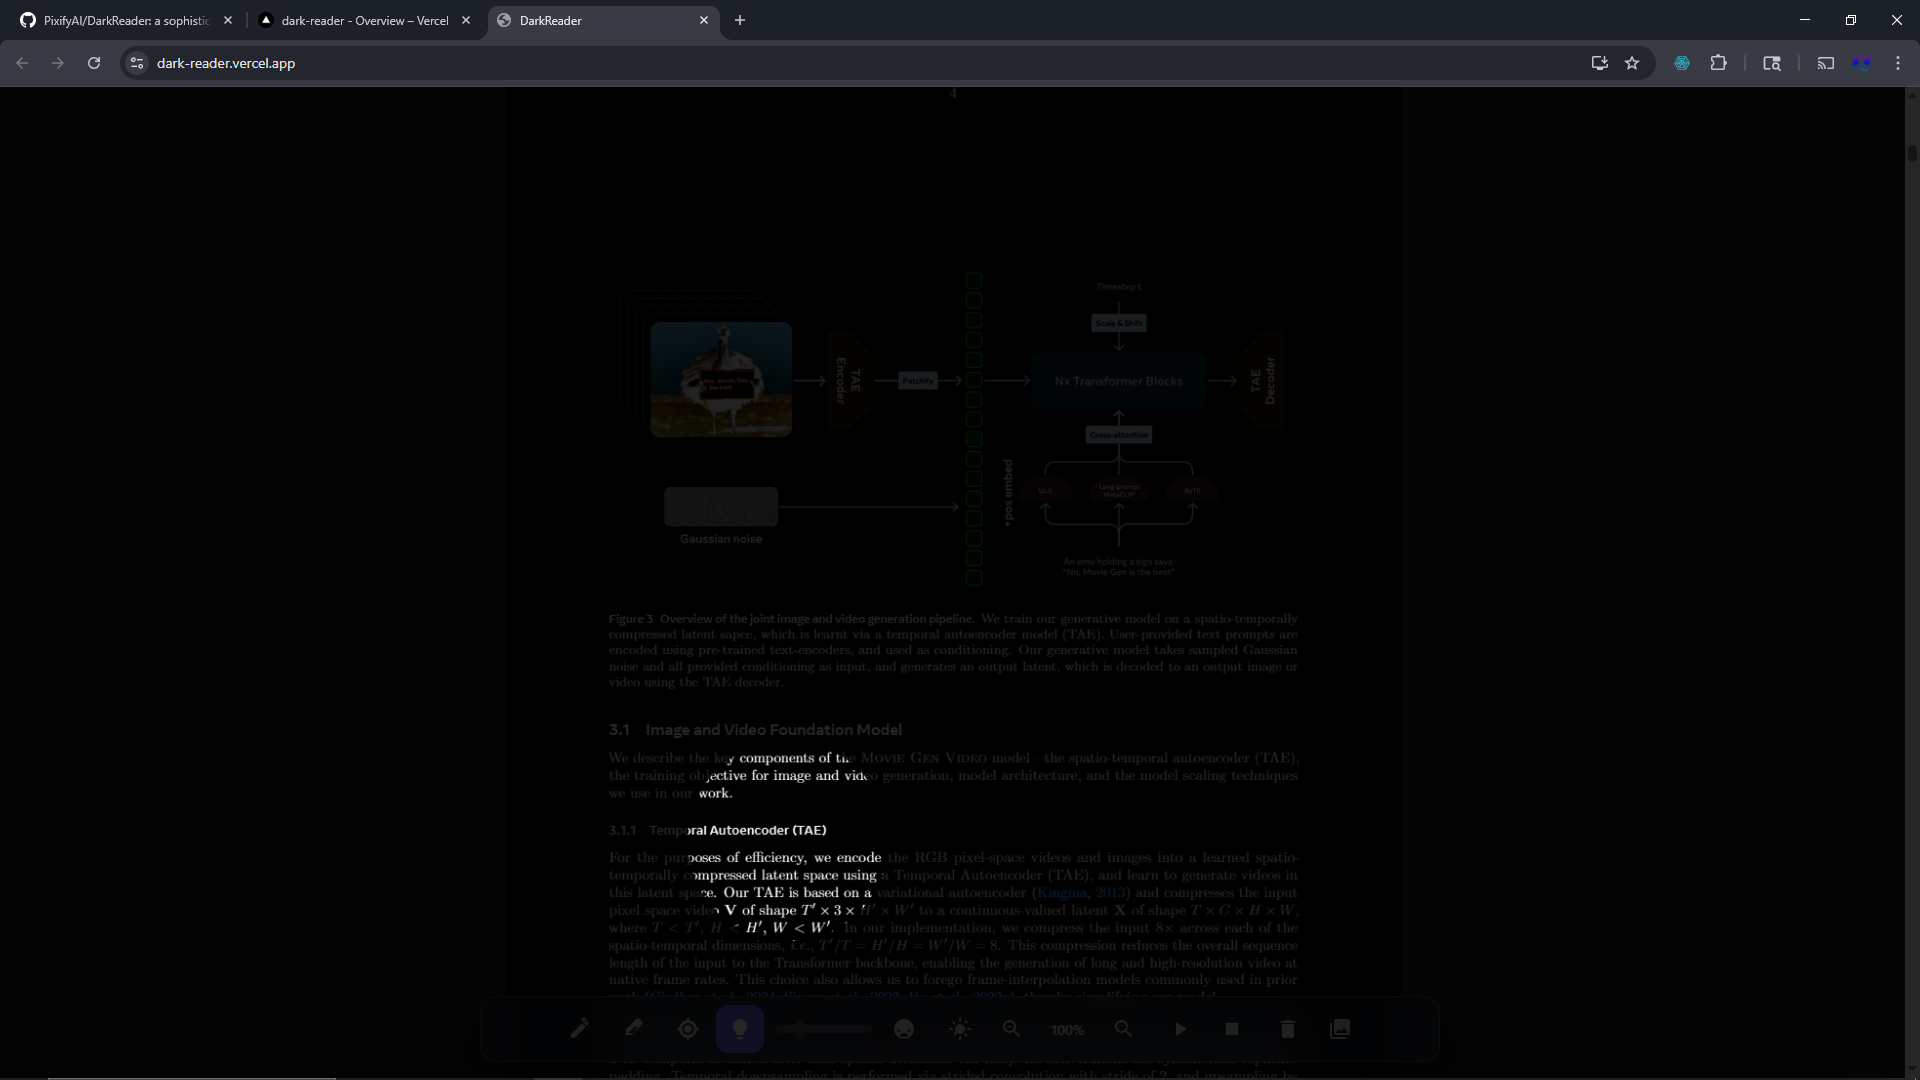 PixifyAI/DarkReader: a sophistic
dark-reader - Overview – Vercel
DarkReader
dark-reader.vercel.app
4
Timestep t
Scale & Shift
TAE Encoder
Patchify
Nx Transformer Blocks
TAE Decoder
Cross-attention
+pos embed
UL2
Long-prompt MetaCLIP
ByT5
Gaussian noise
An emu holding a sign says
"No, Movie Gen is the best"
Figure 3 Overview of the joint image and video generation pipeline. We train our generative model on a spatio-temporally
compressed latent sapce, which is learnt via a temporal autoencoder model (TAE). User-provided text prompts are
encoded using pre-trained text-encoders, and used as conditioning. Our generative model takes sampled Gaussian
noise and all provided conditioning as input, and generates an output latent, which is decoded to an output image or
video using the TAE decoder.
3.1 Image and Video Foundation Model
We describe the key components of the MOVIE GEN VIDEO model—the spatio-temporal autoencoder (TAE),
the training objective for image and video generation, model architecture, and the model scaling techniques
we use in our work.
3.1.1 Temporal Autoencoder (TAE)
For the purposes of efficiency, we encode the RGB pixel-space videos and images into a learned spatio-
temporally compressed latent space using a Temporal Autoencoder (TAE), and learn to generate videos in
this latent space. Our TAE is based on a variational autoencoder (Kingma, 2013) and compresses the input
pixel space video V of shape T′ × 3 × H′ × W′ to a continuous-valued latent X of shape T × C × H × W,
where T < T′, H < H′, W < W′. In our implementation, we compress the input 8× across each of the
spatio-temporal dimensions, i.e., T′/T = H′/H = W′/W = 8. This compression reduces the overall sequence
length of the input to the Transformer backbone, enabling the generation of long and high-resolution video at
native frame rates. This choice also allows us to forego frame-interpolation models commonly used in prior
100%
padding. Temporal downsampling is performed via strided convolution with stride of 2, and upsampling by